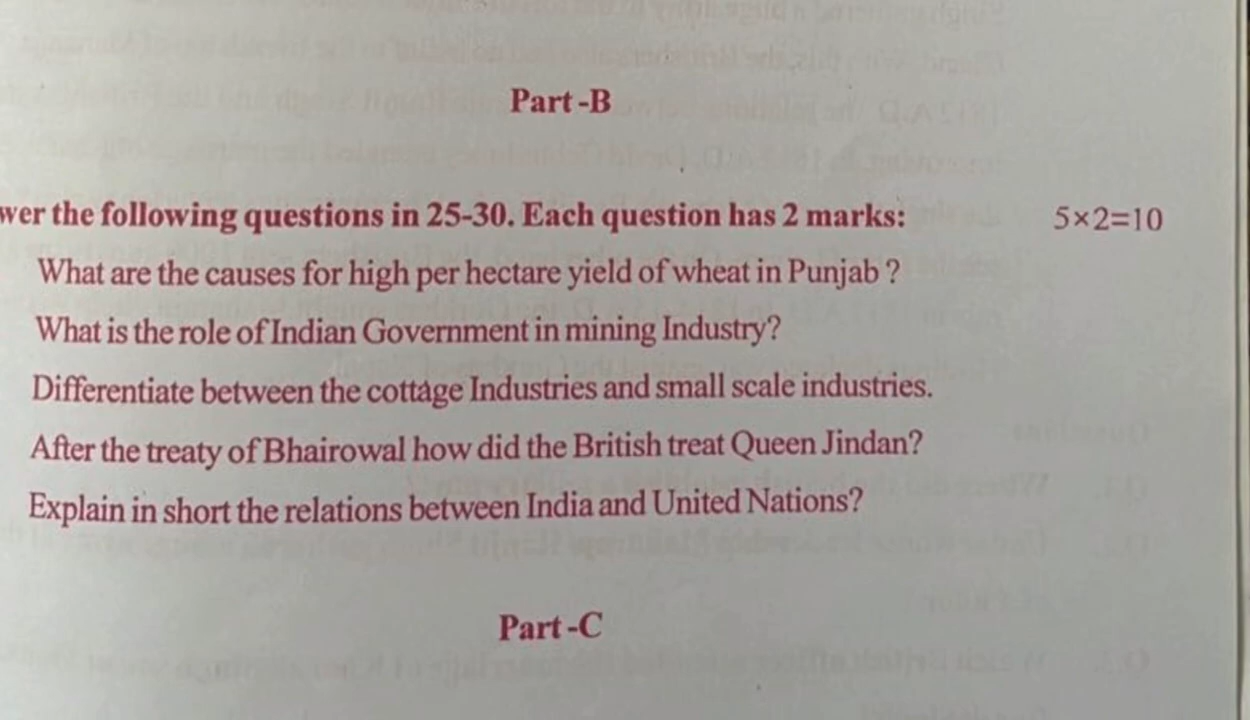 Part-B
wer the following questions in 25-30. Each question has 2 marks: 5×2=10
What are the causes for high per hectare yield of wheat in Punjab ?
What is the role of Indian Government in mining Industry?
Differentiate between the cottage Industries and small scale industries.
After the treaty of Bhairowal how did the British treat Queen Jindan?
Explain in short the relations between India and United Nations?
Part-C